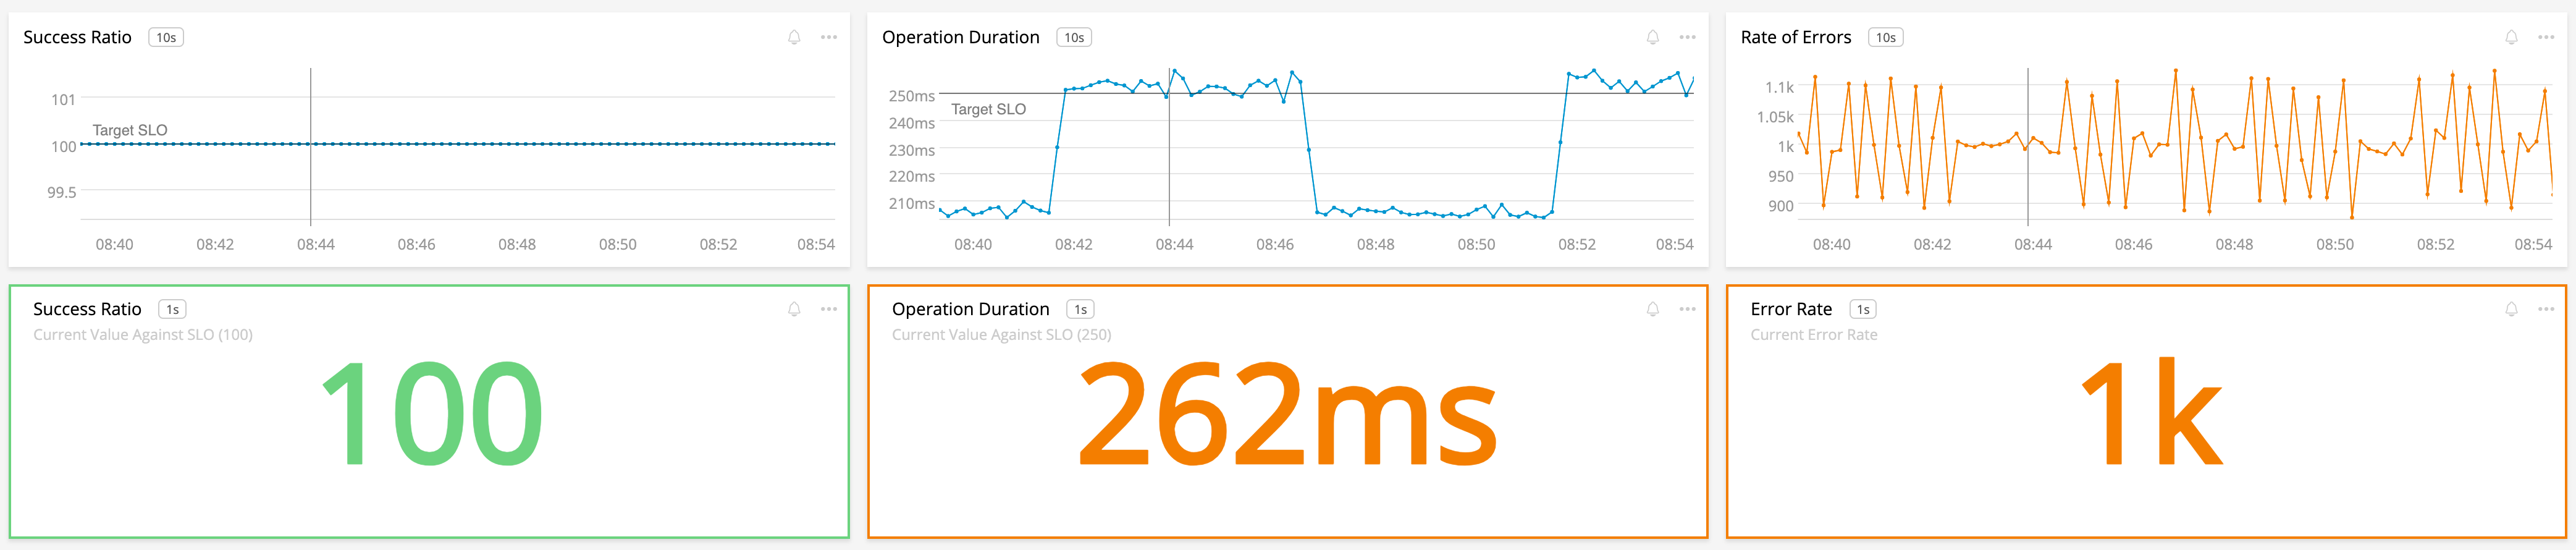 Success Ratio 10s
101
Target SLO
100
99.5
08:40 08:42 08:44 08:46 08:48 08:50 08:52 08:54
Operation Duration 10s
250ms
Target SLO
240ms
230ms
220ms
210ms
08:40 08:42 08:44 08:46 08:48 08:50 08:52 08:54
Rate of Errors 10s
1.1k
1.05k
1k
950
900
08:40 08:42 08:44 08:46 08:48 08:50 08:52 08:54
Success Ratio 1s
Current Value Against SLO (100)
100
Operation Duration 1s
Current Value Against SLO (250)
262ms
Error Rate 1s
Current Error Rate
1k